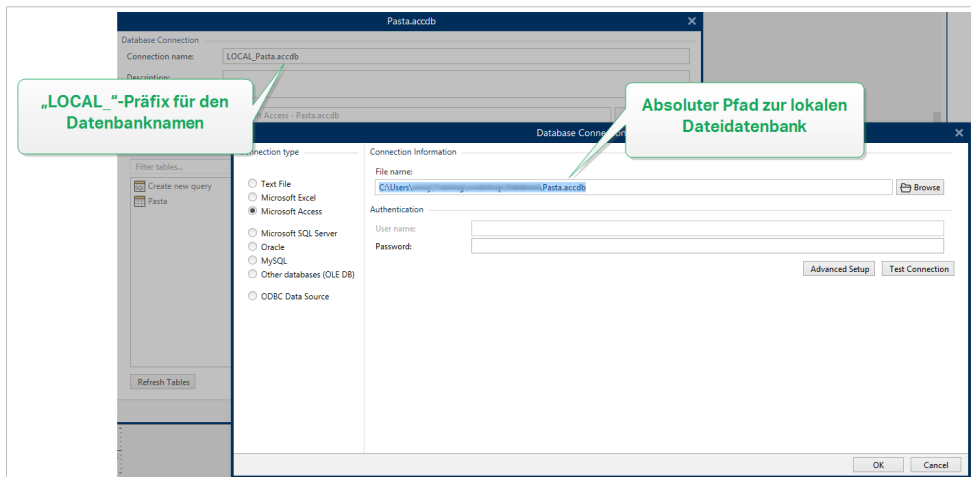 Pasta.accdb
Database Connection
Connection name:
LOCAL_Pasta.accdb
Description:
„LOCAL_“-Präfix für den
Datenbanknamen
Access - Pasta.accdb
Absoluter Pfad zur lokalen
Dateidatenbank
Database
Filter tables...
Create new query
Pasta
Refresh Tables
Connection type
Text File
Microsoft Excel
Microsoft Access
Microsoft SQL Server
Oracle
MySQL
Other databases (OLE DB)
ODBC Data Source
Connection Information
File name:
C:\Users\
\Pasta.accdb
Browse
Authentication
User name:
Password:
Advanced Setup
Test Connection
OK
Cancel